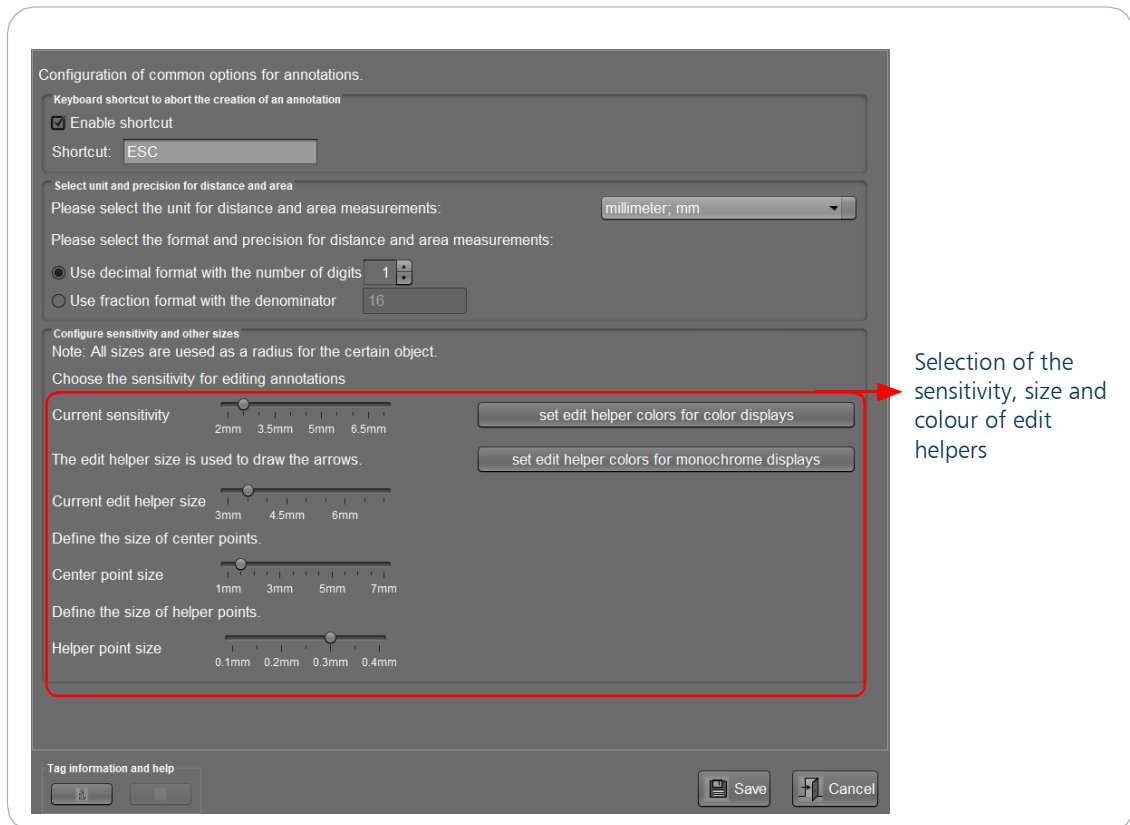 Configuration of common options for annotations.
Keyboard shortcut to abort the creation of an annotation
Enable shortcut
Shortcut: ESC
Select unit and precision for distance and area
Please select the unit for distance and area measurements: millimeter; mm
Please select the format and precision for distance and area measurements:
Use decimal format with the number of digits 1
Use fraction format with the denominator 16
Configure sensitivity and other sizes
Note: All sizes are uesed as a radius for the certain object.
Choose the sensitivity for editing annotations
Current sensitivity set edit helper colors for color displays
2mm 3.5mm 5mm 6.5mm
The edit helper size is used to draw the arrows. set edit helper colors for monochrome displays
Current edit helper size
3mm 4.5mm 6mm
Define the size of center points.
Center point size
1mm 3mm 5mm 7mm
Define the size of helper points.
Helper point size
0.1mm 0.2mm 0.3mm 0.4mm
Tag information and help
Save Cancel
Selection of the
sensitivity, size and
colour of edit
helpers